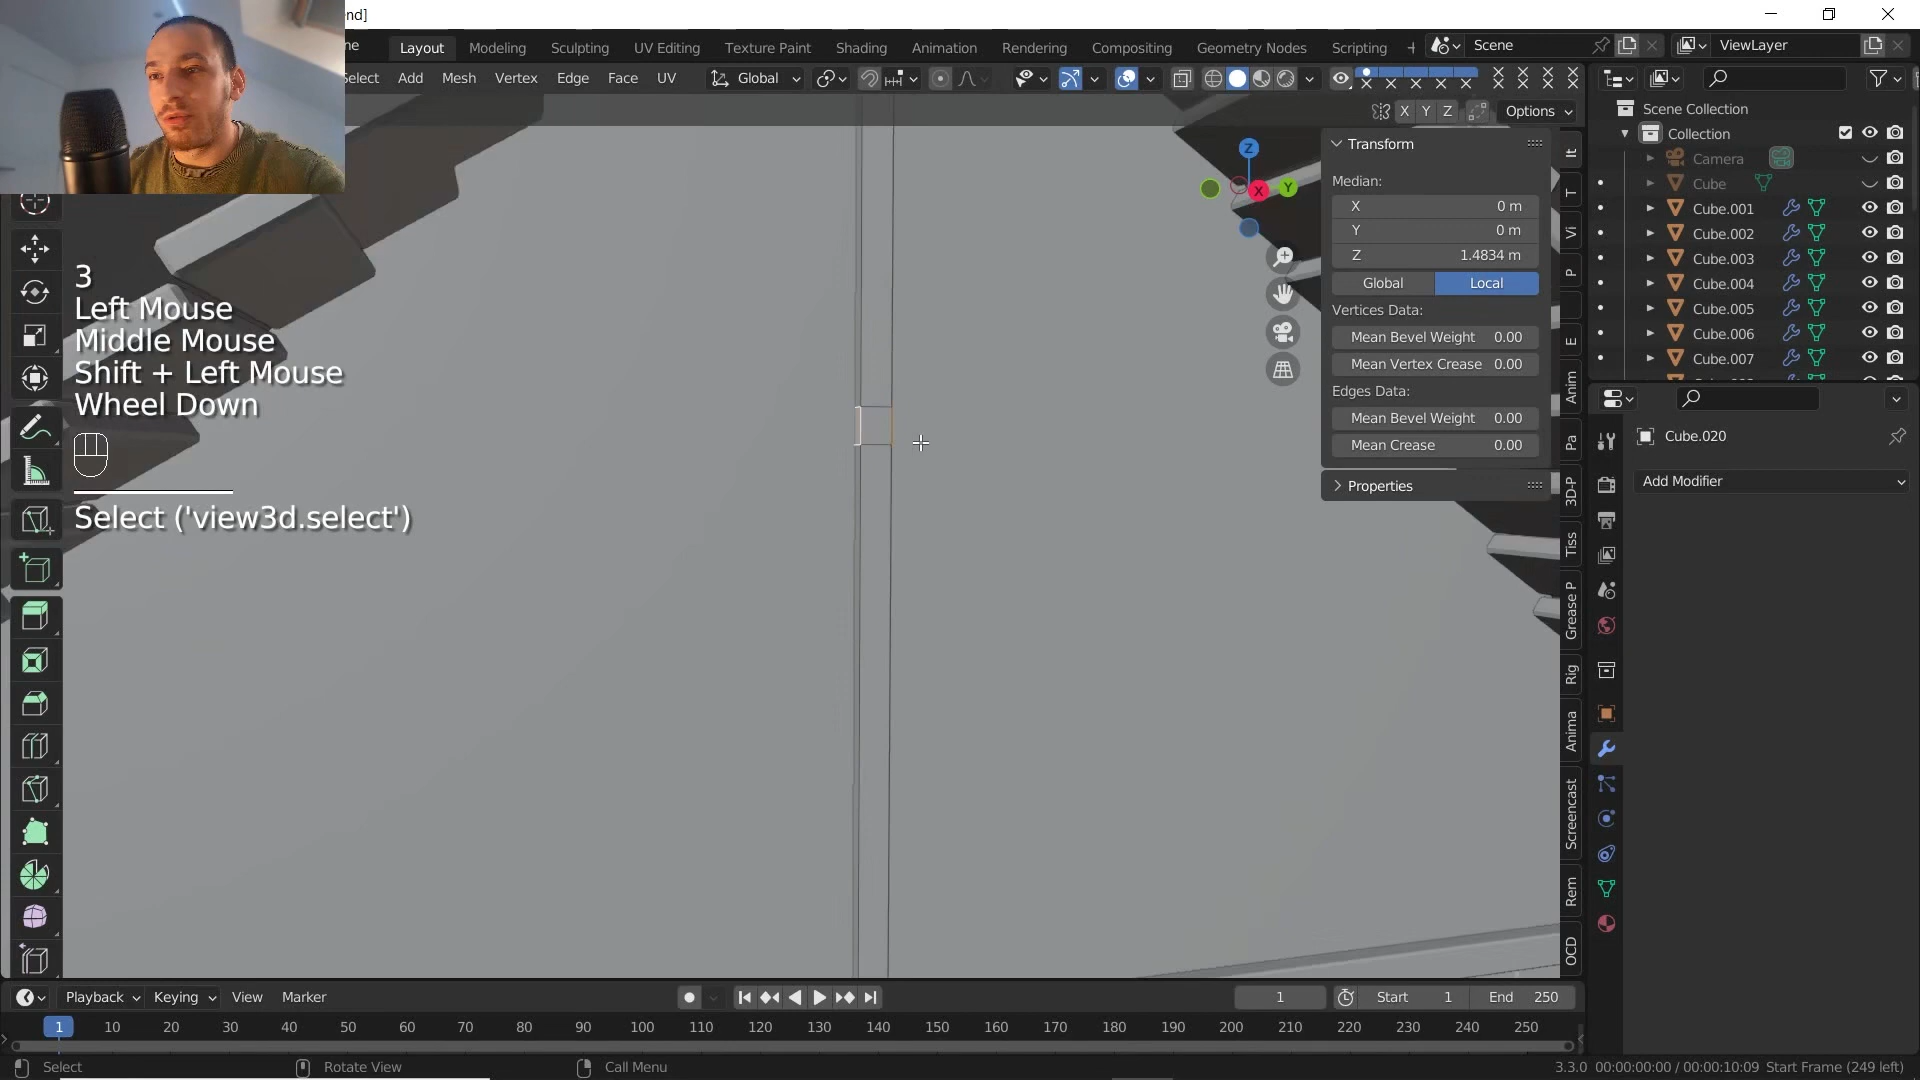 nd]
ne
Layout
Modeling
Sculpting
UV Editing
Texture Paint
Shading
Animation
Rendering
Compositing
Geometry Nodes
Scripting
Scene
ViewLayer
elect
Add
Mesh
Vertex
Edge
Face
UV
Global
X
Y
Z
Options
3
Left Mouse
Middle Mouse
Shift + Left Mouse
Wheel Down
Select ('view3d.select')
Z
X
Y
Transform
Median:
X 0 m
Y 0 m
Z 1.4834 m
Global Local
Vertices Data:
Mean Bevel Weight 0.00
Mean Vertex Crease 0.00
Edges Data:
Mean Bevel Weight 0.00
Mean Crease 0.00
Properties
It
T
Vi
P
E
Anim
Pa
3D-P
Tiss
Grease P
Rig
Anima
Screencast
Rem
OCD
Scene Collection
Collection
Camera
Cube
Cube.001
Cube.002
Cube.003
Cube.004
Cube.005
Cube.006
Cube.007
Cube.020
Add Modifier
Playback
Keying
View
Marker
1
Start 1
End 250
1 10 20 30 40 50 60 70 80 90 100 110 120 130 140 150 160 170 180 190 200 210 220 230 240 250
Select
Rotate View
Call Menu
3.3.0 00:00:00:00 / 00:00:10:09 Start Frame (249 left)